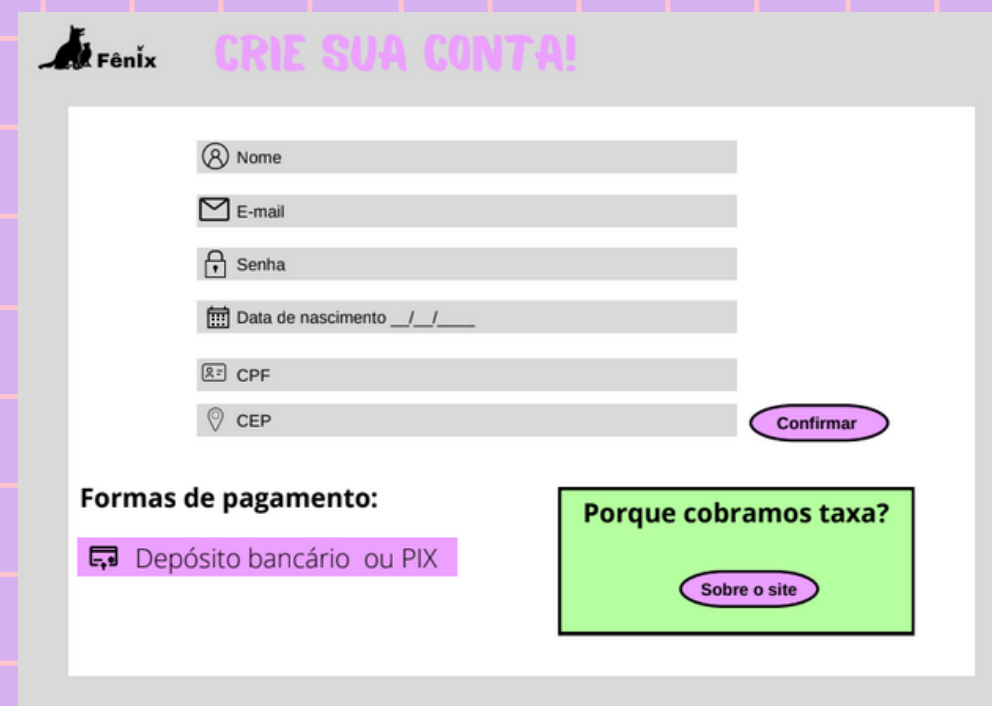 Fênix
CRIE SUA CONTA!
Nome
E-mail
Senha
Data de nascimento __/__/____
CPF
CEP
Confirmar
Formas de pagamento:
Depósito bancário ou PIX
Porque cobramos taxa?
Sobre o site